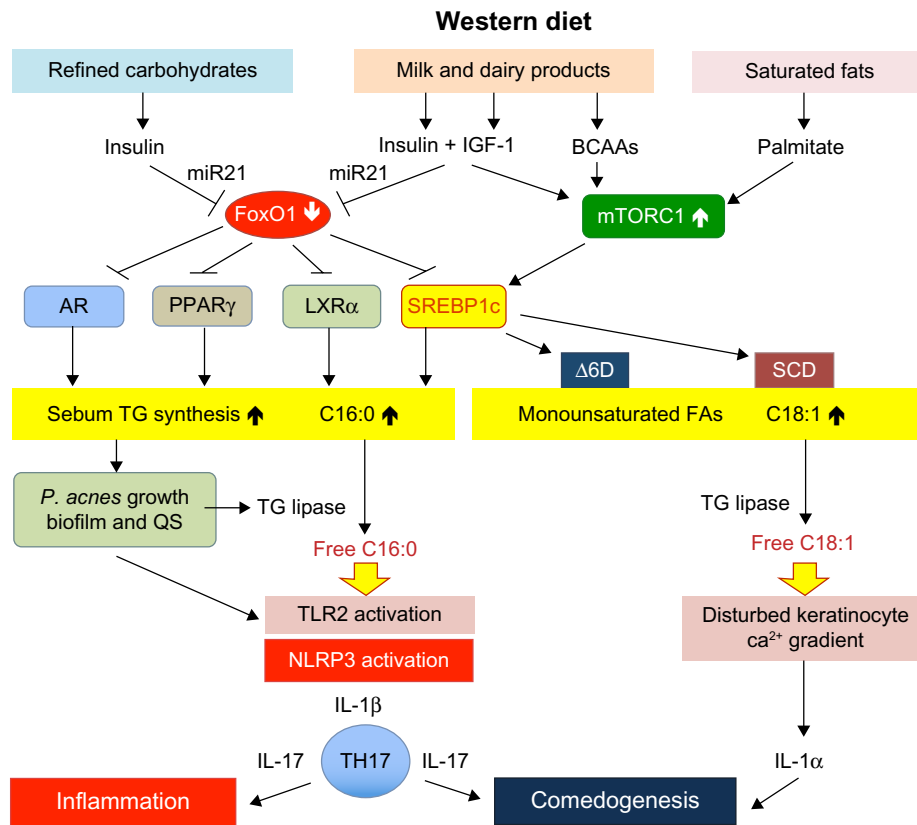 Western diet
Refined carbohydrates
Milk and dairy products
Saturated fats
Insulin
Insulin + IGF-1
BCAAs
Palmitate
miR21
miR21
FoxO1
mTORC1
AR
PPARγ
LXRα
SREBP1c
Δ6D
SCD
Sebum TG synthesis
C16:0
Monounsaturated FAs
C18:1
P. acnes growth
biofilm and QS
TG lipase
TG lipase
Free C16:0
Free C18:1
TLR2 activation
NLRP3 activation
Disturbed keratinocyte
ca²⁺ gradient
IL-1β
IL-17
TH17
IL-17
IL-1α
Inflammation
Comedogenesis